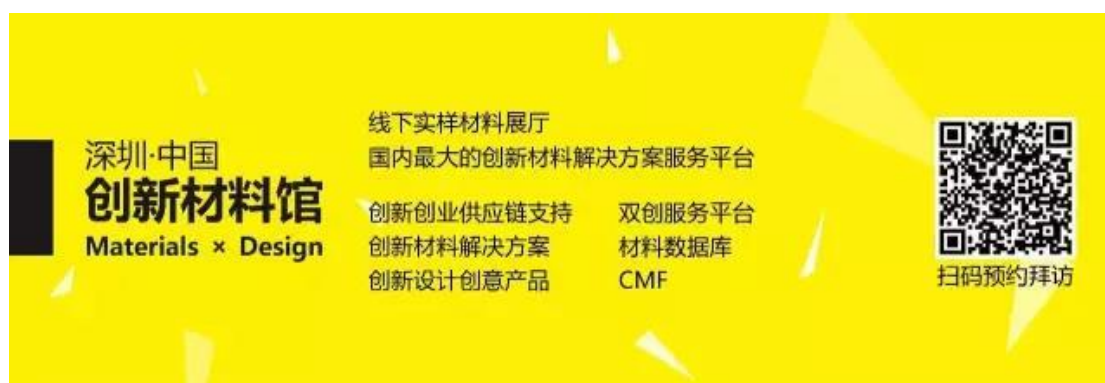 深圳·中国
创新材料馆
Materials × Design
线下实样材料展厅
国内最大的创新材料解决方案服务平台
创新创业供应链支持 双创服务平台
创新材料解决方案 材料数据库
创新设计创意产品 CMF
扫码预约拜访